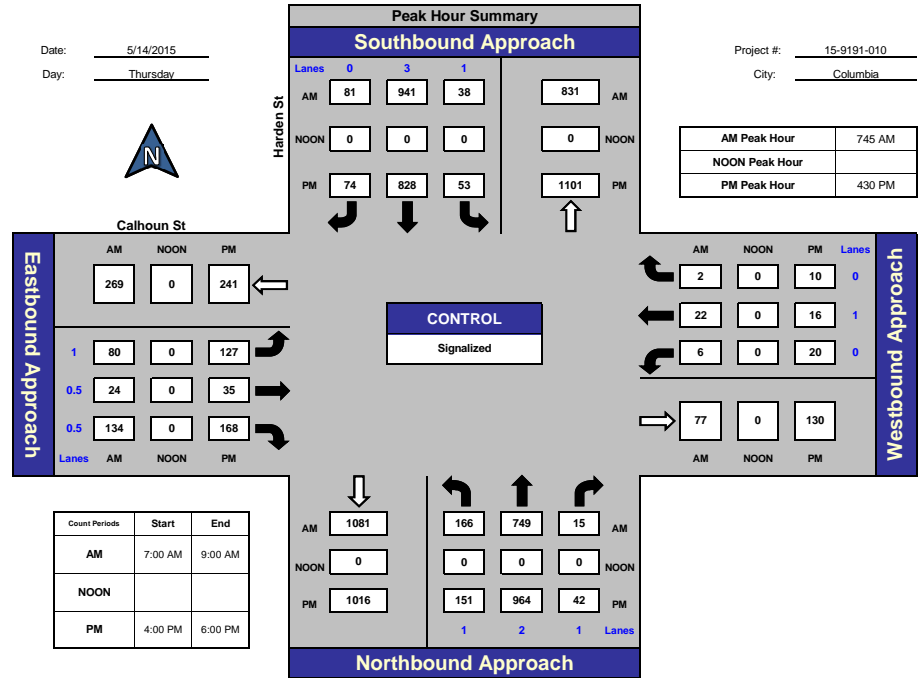 Peak Hour Summary
Southbound Approach
Date: 5/14/2015
Day: Thursday
Project #: 15-9191-010
City: Columbia
N
Harden St
Lanes 0 3 1
AM 81 941 38 831 AM
NOON 0 0 0 0 NOON
PM 74 828 53 1101 PM
AM Peak Hour 745 AM
NOON Peak Hour
PM Peak Hour 430 PM
Calhoun St
Eastbound Approach
AM NOON PM
269 0 241
1 80 0 127
0.5 24 0 35
0.5 134 0 168
Lanes AM NOON PM
CONTROL
Signalized
AM NOON PM Lanes
2 0 10 0
22 0 16 1
6 0 20 0
77 0 130
AM NOON PM
Westbound Approach
Count Periods Start End
AM 7:00 AM 9:00 AM
NOON
PM 4:00 PM 6:00 PM
AM 1081 166 749 15 AM
NOON 0 0 0 0 NOON
PM 1016 151 964 42 PM
1 2 1 Lanes
Northbound Approach